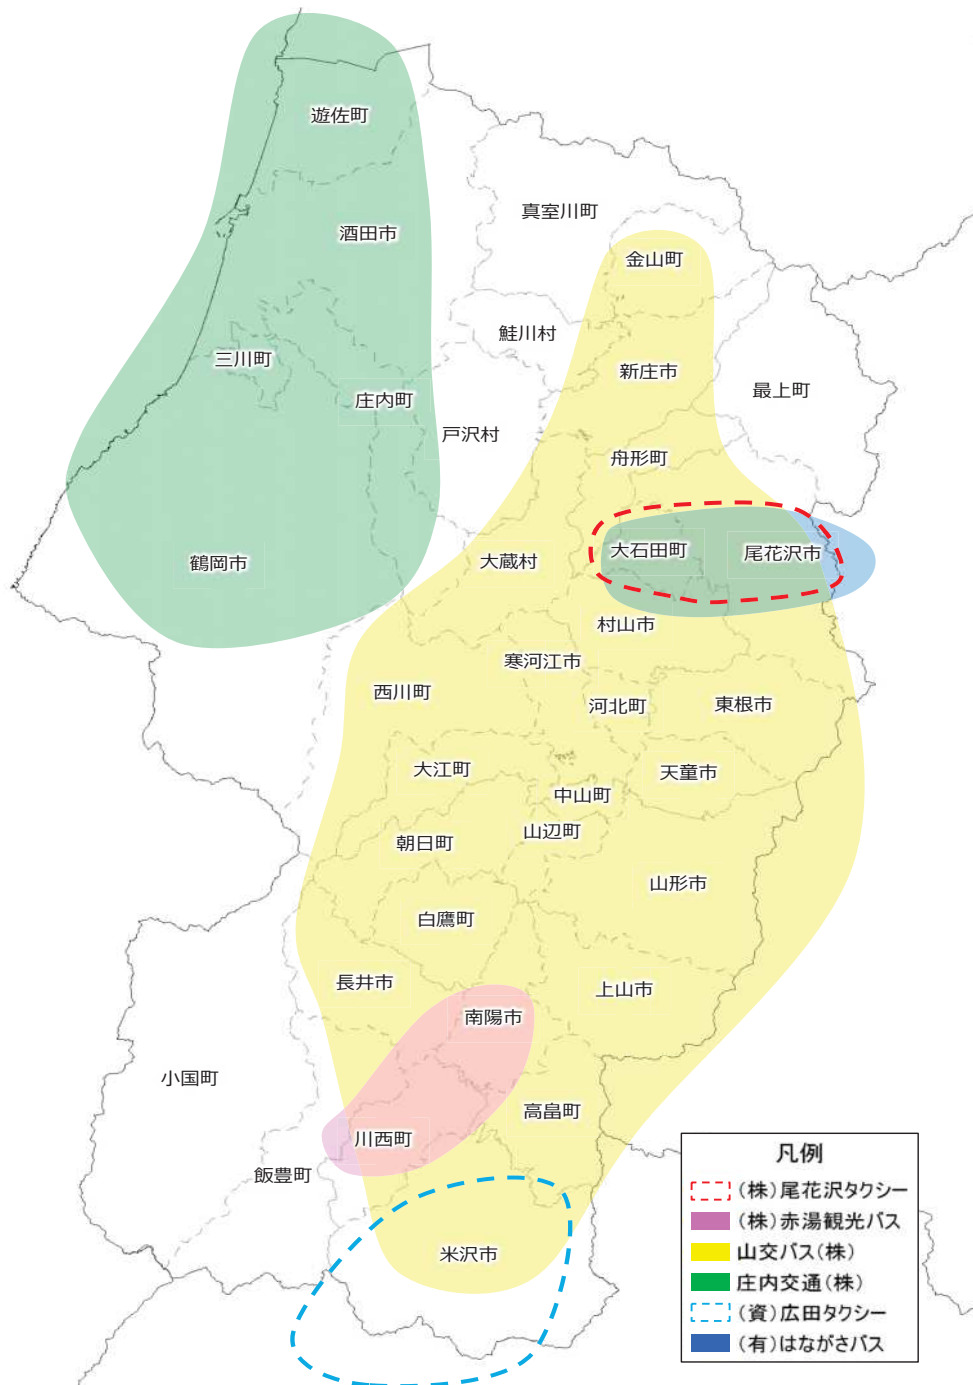 遊佐町
真室川町
酒田市
金山町
鮭川村
三川町
新庄市
最上町
庄内町
戸沢村
舟形町
大石田町
尾花沢市
大蔵村
鶴岡市
村山市
寒河江市
西川町
河北町
東根市
大江町
天童市
中山町
山辺町
朝日町
山形市
白鷹町
長井市
上山市
南陽市
小国町
高畠町
川西町
飯豊町
米沢市
凡例
(株)尾花沢タクシー
(株)赤湯観光バス
山交バス(株)
庄内交通(株)
(資)広田タクシー
(有)はながさバス